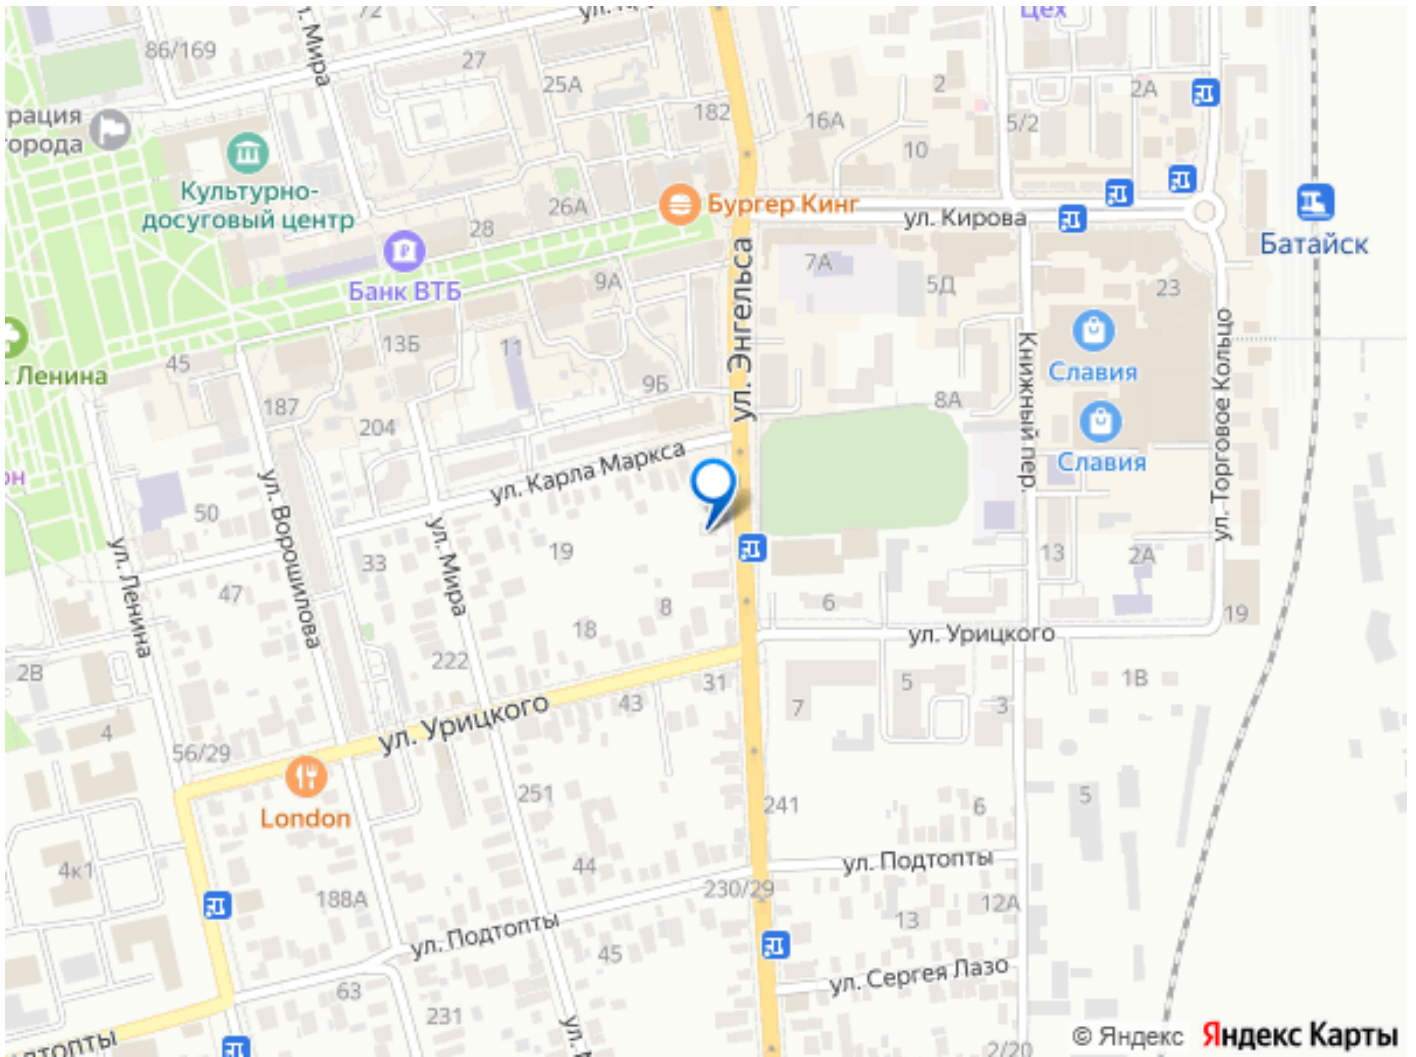 72
Цех
86/169
27
25А
182
16А
2
2А
5/2
10
. Мира
рация
орода
Культурно-
досуговый центр
28
26А
Бургер Кинг
ул. Кирова
Батайск
Банк ВТБ
9А
7А
5Д
23
ул. Энгельса
Книжный пер.
ул. Торговое Кольцо
Славия
Славия
. Ленина
45
13Б
11
9Б
8А
187
204
ул. Карла Маркса
он
50
33
19
ул. Ворошилова
ул. Мира
ул. Ленина
47
8
18
6
13
2А
19
ул. Урицкого
222
31
43
7
5
3
1В
2В
4
56/29
ул. Урицкого
London
251
241
6
5
44
ул. Подтопты
4к1
188А
230/29
13
12А
ул. Подтопты
45
ул. Сергея Лазо
63
231
2/20
© Яндекс
Яндекс Карты